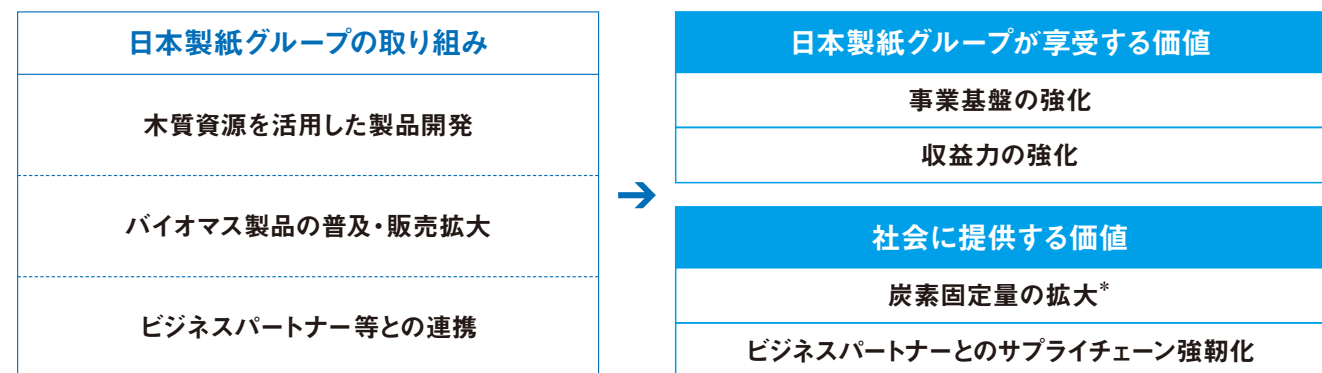 日本製紙グループの取り組み
木質資源を活用した製品開発
バイオマス製品の普及・販売拡大
ビジネスパートナー等との連携
→
日本製紙グループが享受する価値
事業基盤の強化
収益力の強化
社会に提供する価値
炭素固定量の拡大*
ビジネスパートナーとのサプライチェーン強靭化